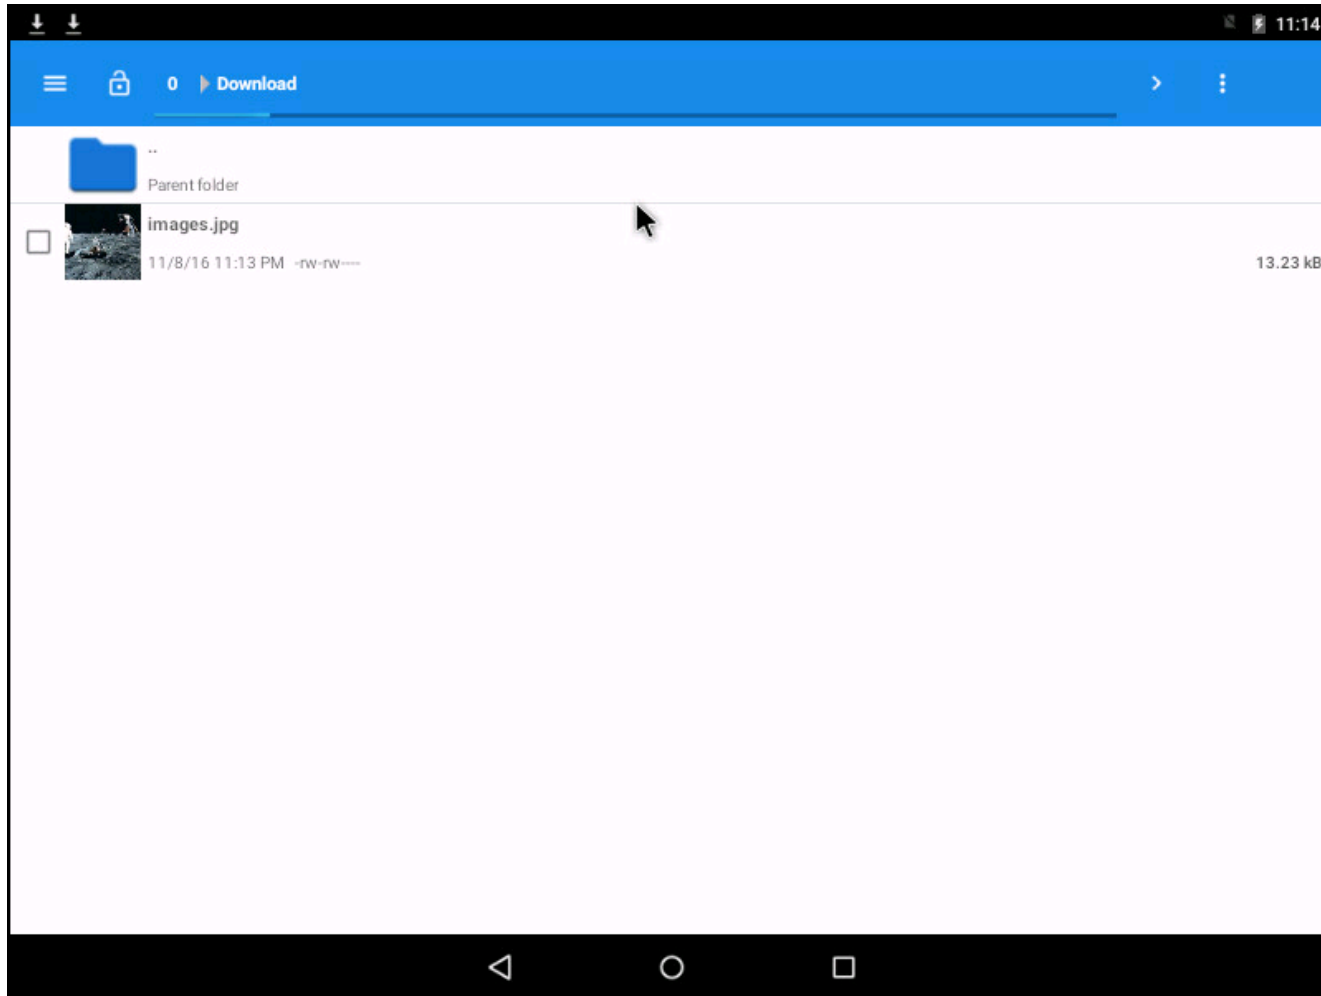 11:14
0 Download
..
Parent folder
images.jpg
11/8/16 11:13 PM -rw-rw----
13.23 kB